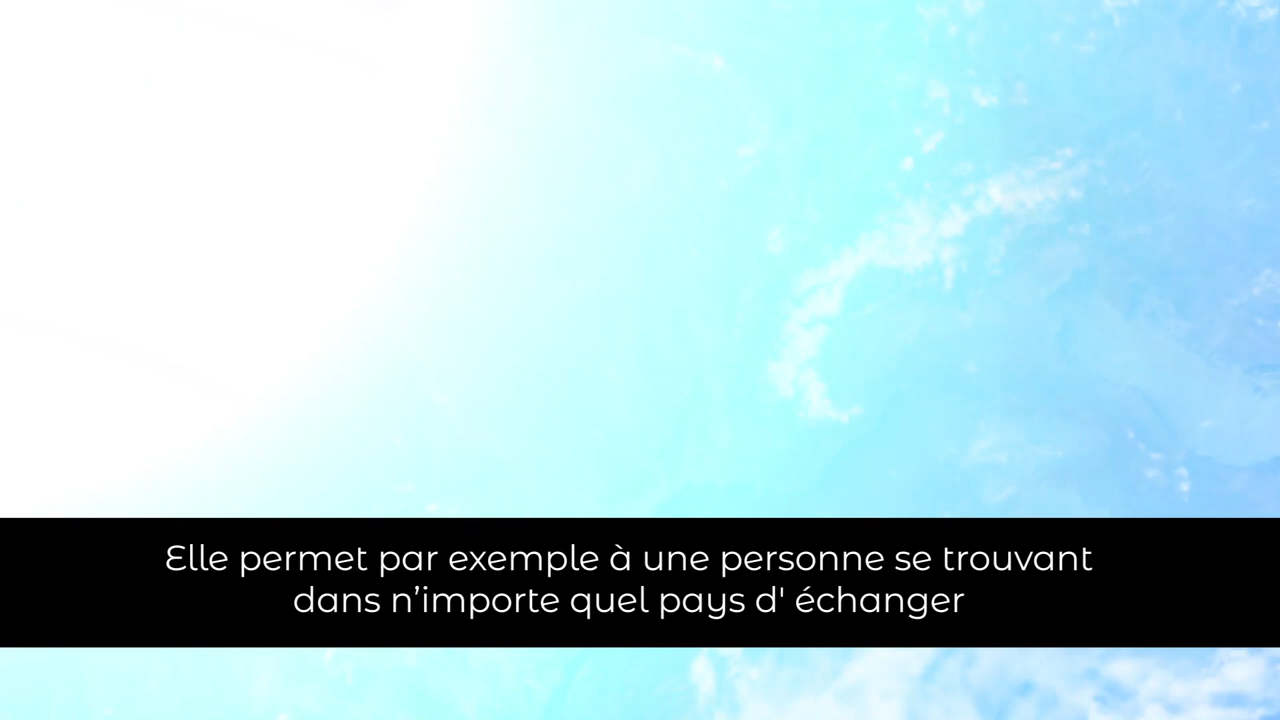 Elle permet par exemple à une personne se trouvant
dans n’importe quel pays d' échanger